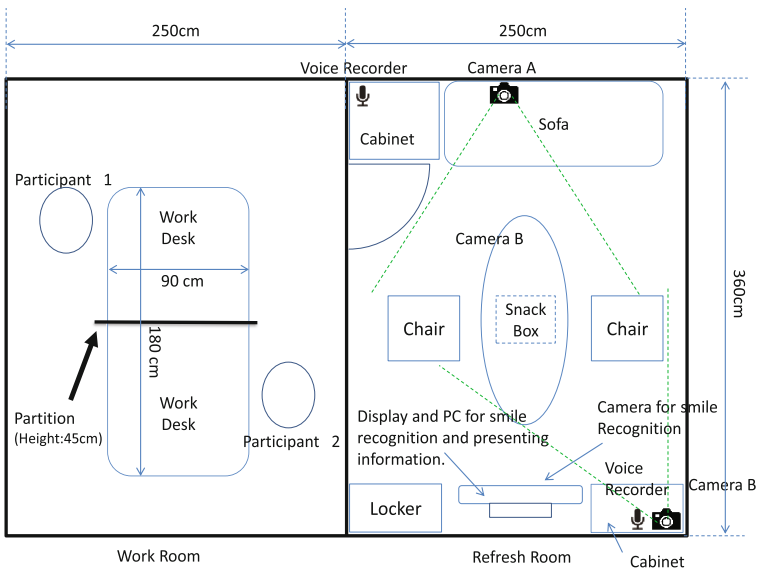 250cm
250cm
Voice Recorder
Camera A
Sofa
Cabinet
Participant 1
Work
Desk
Camera B
90 cm
360cm
Snack
Box
Chair
Chair
180 cm
Work
Desk
Partition
(Height:45cm)
Participant 2
Display and PC for smile
recognition and presenting
information.
Camera for smile
Recognition
Voice
Recorder
Camera B
Locker
Work Room
Refresh Room
Cabinet